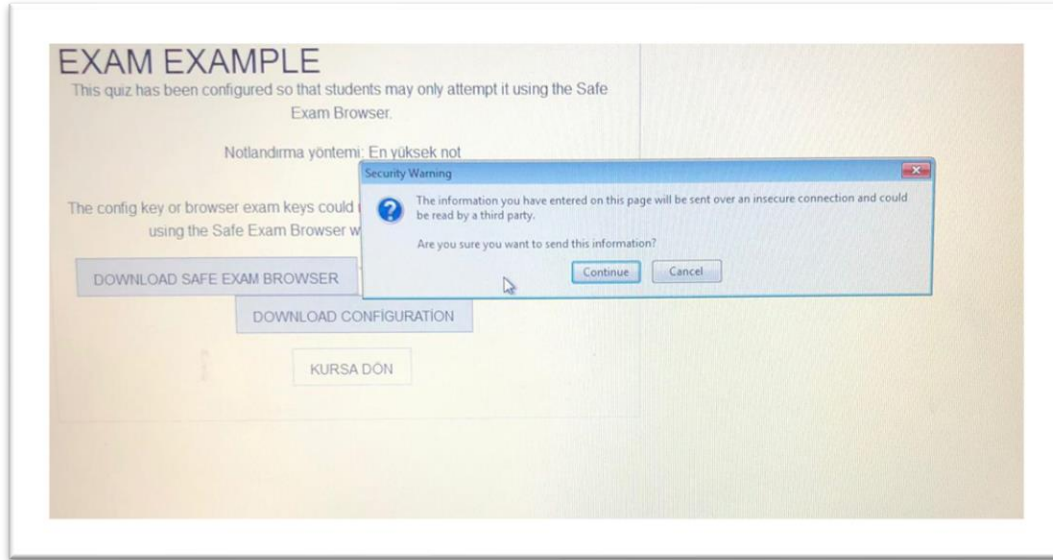 EXAM EXAMPLE
This quiz has been configured so that students may only attempt it using the Safe
Exam Browser.
Notlandırma yöntemi: En yüksek not
Security Warning
The information you have entered on this page will be sent over an insecure connection and could
be read by a third party.
Are you sure you want to send this information?
Continue
Cancel
The config key or browser exam keys could
using the Safe Exam Browser w
DOWNLOAD SAFE EXAM BROWSER
DOWNLOAD CONFİGURATİON
KURSA DÖN